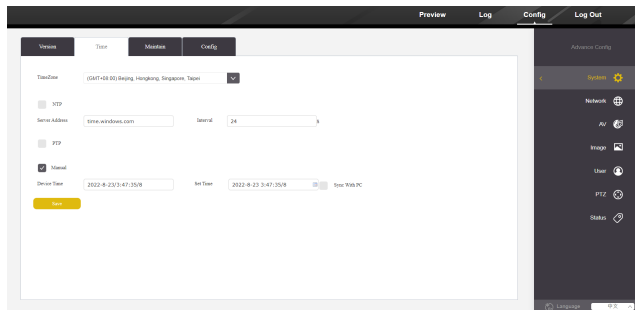 Preview Log Config Log Out
Version Time Maintain Config
Advance Config
TimeZone (GMT+08:00) Beijing, Hongkong, Singapore, Taipei
System
NTP
Network
Server Address time.windows.com Interval 24 s
AV
PTP
Image
Manual
User
Device Time 2022-8-23/3:47:35/8 Set Time 2022-8-23 3:47:35/8 Sync With PC
PTZ
Save
Status
Language 中文